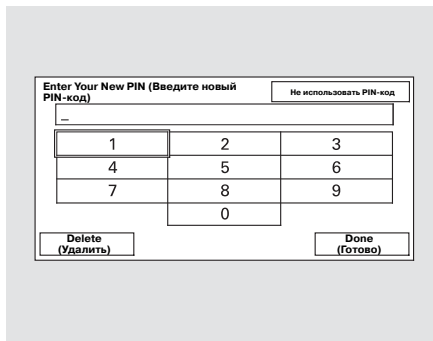 Enter Your New PIN (Введите новый
PIN-код)
Не использовать PIN-код
_
1 2 3
4 5 6
7 8 9
0
Delete
(Удалить)
Done
(Готово)